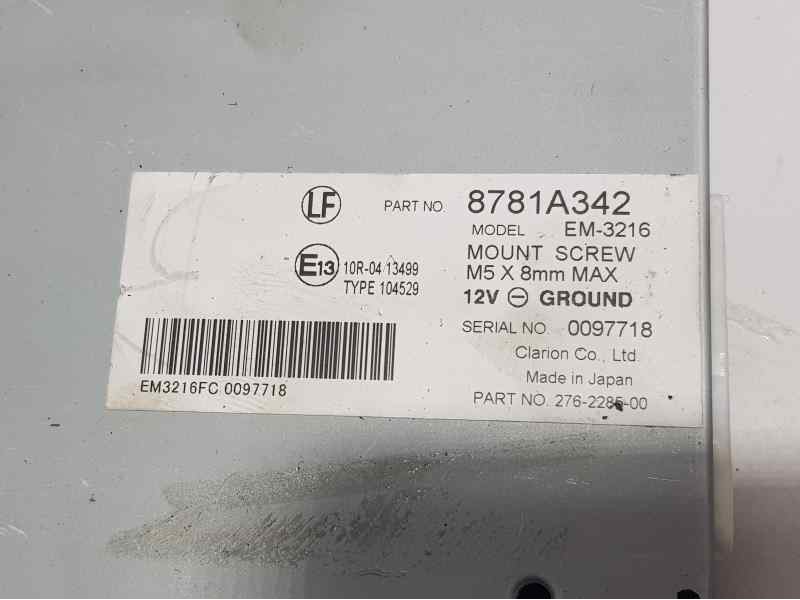 LF
PART NO. 8781A342
MODEL EM-3216
MOUNT SCREW
M5 X 8mm MAX
12V ⊖ GROUND
E13 10R-04 13499
TYPE 104529
SERIAL NO. 0097718
Clarion Co., Ltd.
Made in Japan
EM3216FC 0097718
PART NO. 276-2285-00